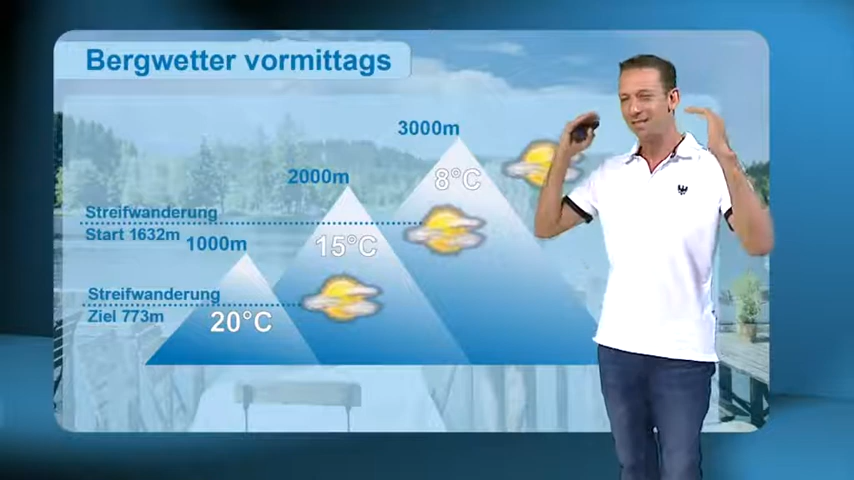 Bergwetter vormittags
3000m
8°C
2000m
Streifwanderung
Start 1632m
1000m
15°C
Streifwanderung
Ziel 773m
20°C